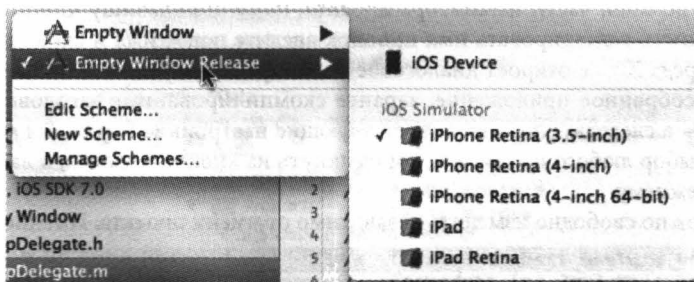 Empty Window
✓ Empty Window Release
Edit Scheme...
New Scheme...
Manage Schemes...
iOS Device
iOS Simulator
✓ iPhone Retina (3.5-inch)
iPhone Retina (4-inch)
iPhone Retina (4-inch 64-bit)
iPad
iPad Retina
, iOS SDK 7.0
y Window
pDelegate.h
pDelegate.m
2
3
4
5